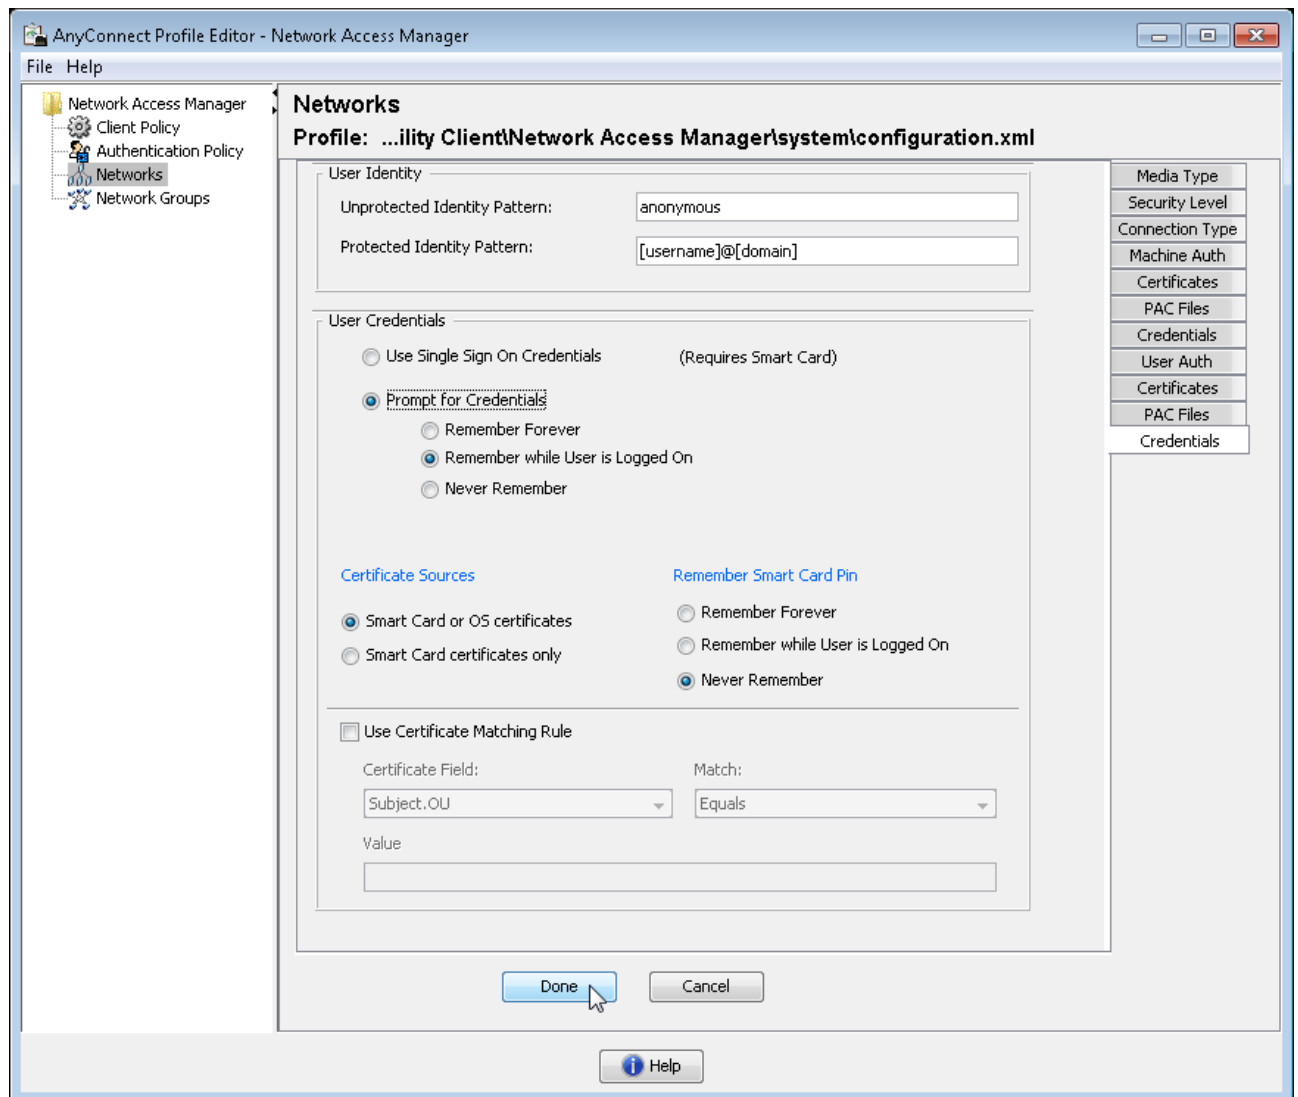 AnyConnect Profile Editor - Network Access Manager
File Help
Network Access Manager
Client Policy
Authentication Policy
Networks
Network Groups
Networks
Profile: ...ility Client\Network Access Manager\system\configuration.xml
User Identity
Unprotected Identity Pattern: anonymous
Protected Identity Pattern: [username]@[domain]
User Credentials
Use Single Sign On Credentials (Requires Smart Card)
Prompt for Credentials
Remember Forever
Remember while User is Logged On
Never Remember
Certificate Sources
Smart Card or OS certificates
Smart Card certificates only
Remember Smart Card Pin
Remember Forever
Remember while User is Logged On
Never Remember
Use Certificate Matching Rule
Certificate Field: Match:
Subject.OU Equals
Value
Media Type
Security Level
Connection Type
Machine Auth
Certificates
PAC Files
Credentials
User Auth
Certificates
PAC Files
Credentials
Done Cancel
Help